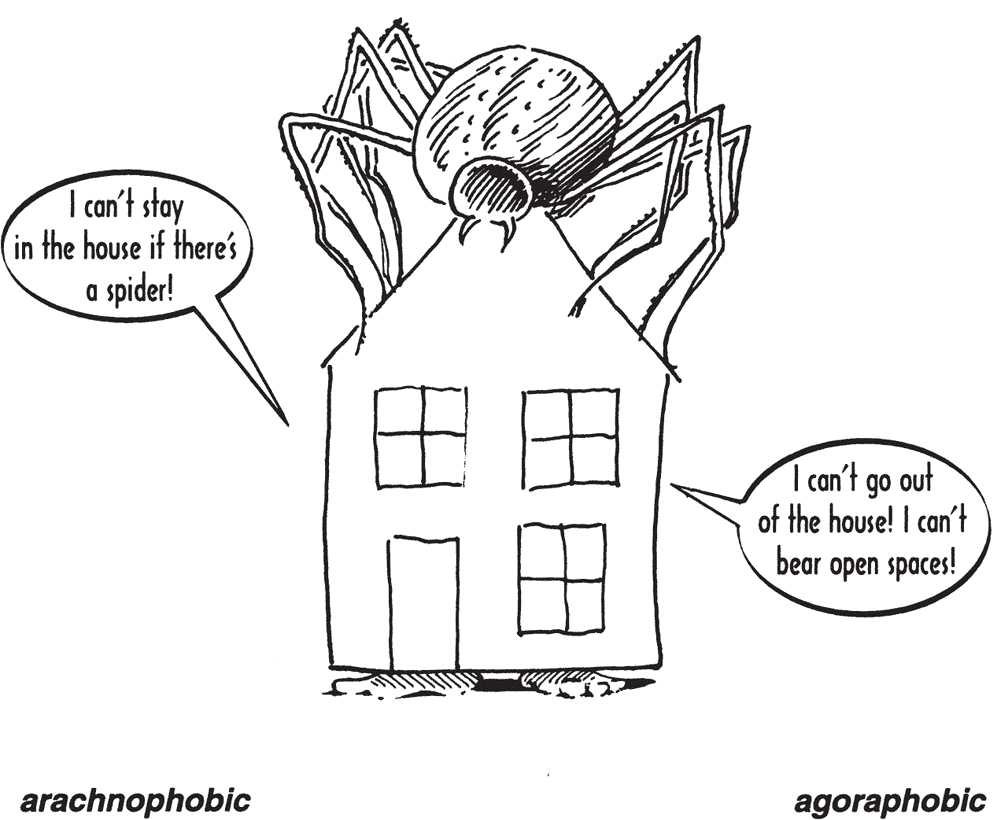 I can't stay
in the house if there's
a spider!
I can't go out
of the house! I can't
bear open spaces!
arachnophobic
agoraphobic